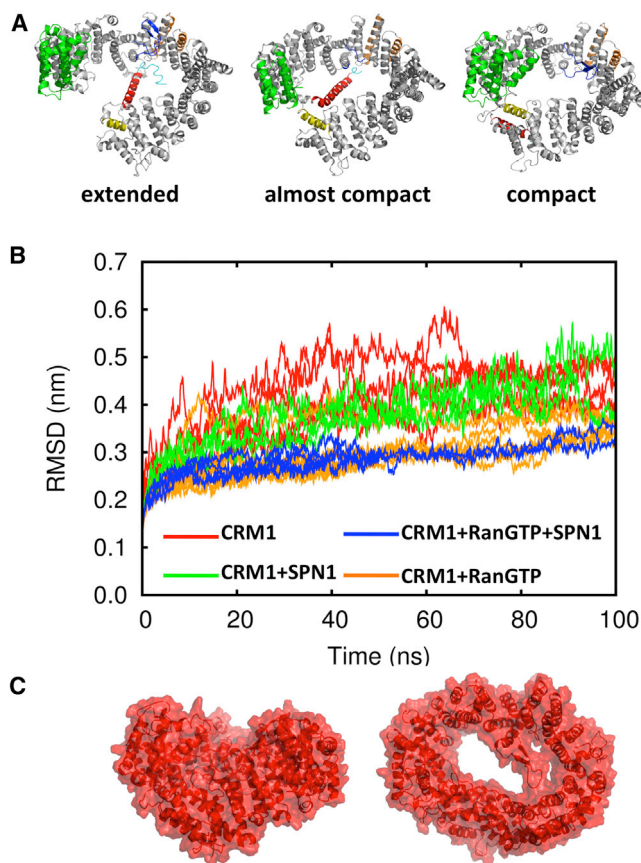 A
extended almost compact compact
B
0.7
0.6
0.5
0.4
0.3
0.2
0.1
0.0
RMSD (nm)
CRM1 CRM1+RanGTP+SPN1
CRM1+SPN1 CRM1+RanGTP
0 20 40 60 80 100
Time (ns)
C